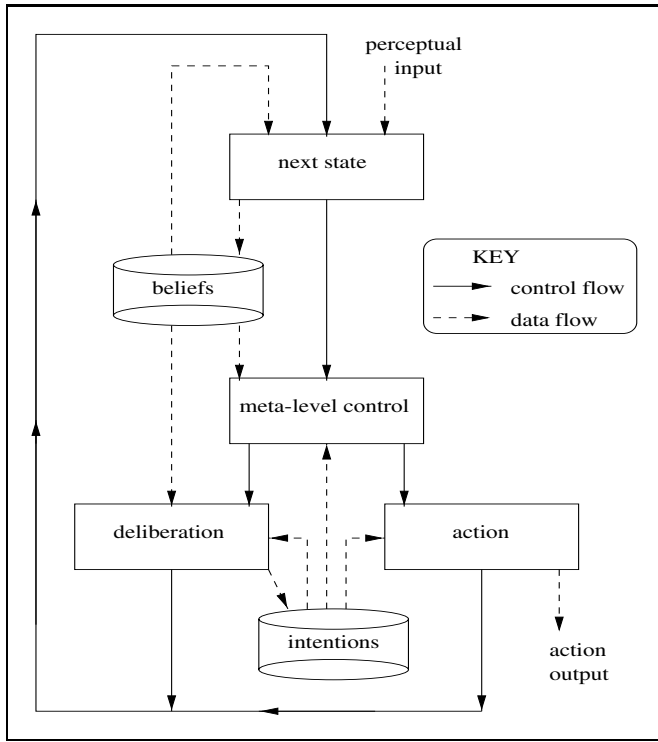 perceptual
input
next state
beliefs
KEY
control flow
data flow
meta-level control
deliberation
action
intentions
action
output